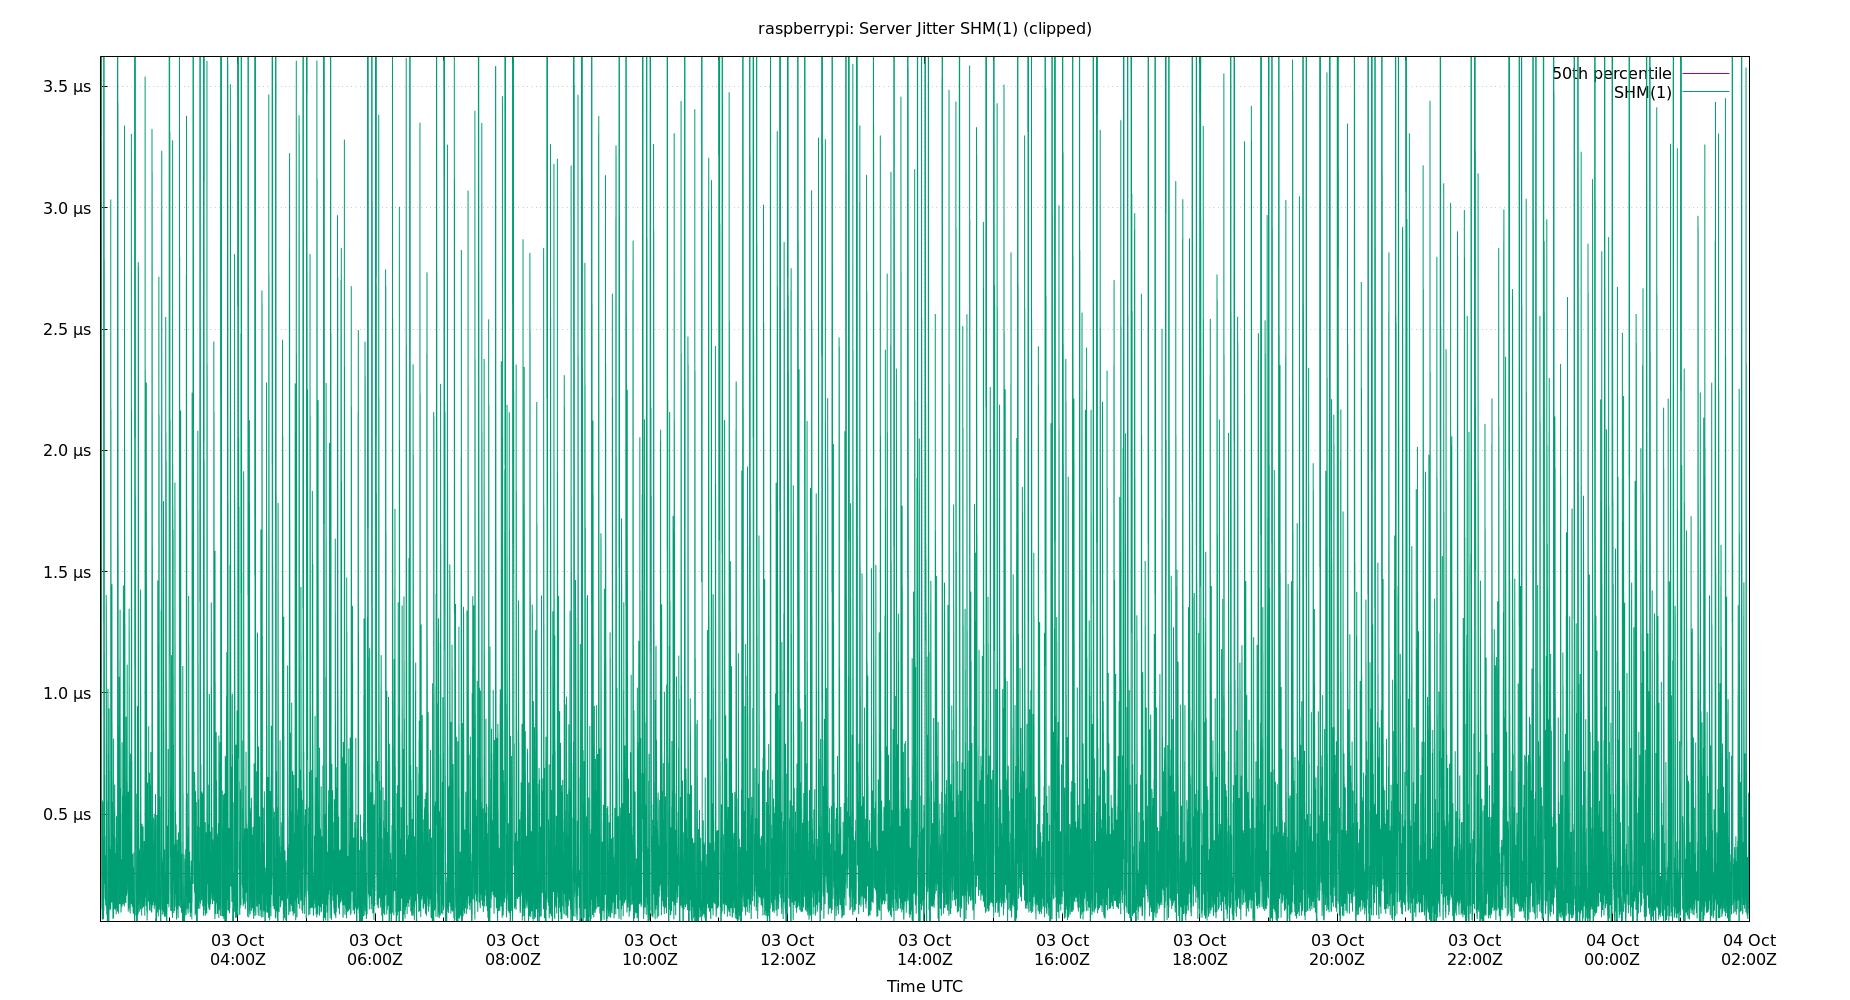 raspberrypi: Server Jitter SHM(1) (clipped)
50th percentile
SHM(1)
3.5 µs
3.0 µs
2.5 µs
2.0 µs
1.5 µs
1.0 µs
0.5 µs
03 Oct 03 Oct 03 Oct 03 Oct 03 Oct 03 Oct 03 Oct 03 Oct 03 Oct 03 Oct 04 Oct 04 Oct
04:00Z 06:00Z 08:00Z 10:00Z 12:00Z 14:00Z 16:00Z 18:00Z 20:00Z 22:00Z 00:00Z 02:00Z
Time UTC